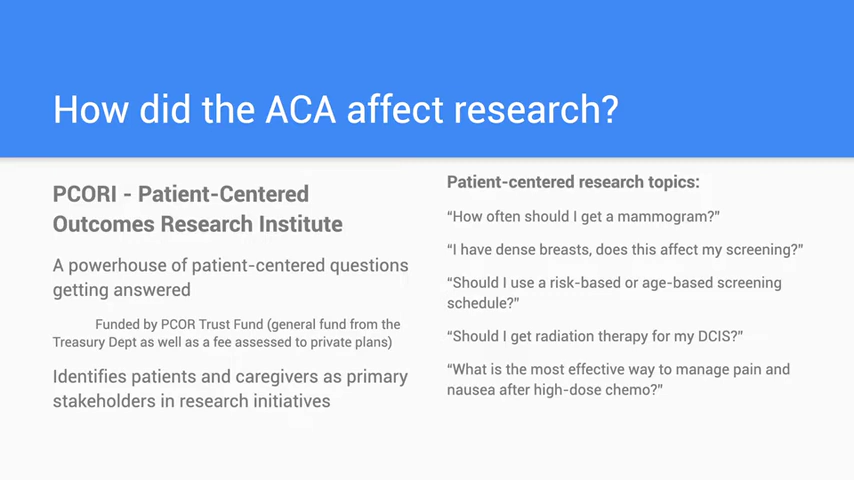 How did the ACA affect research?
PCORI - Patient-Centered
Outcomes Research Institute
A powerhouse of patient-centered questions
getting answered
Funded by PCOR Trust Fund (general fund from the
Treasury Dept as well as a fee assessed to private plans)
Identifies patients and caregivers as primary
stakeholders in research initiatives
Patient-centered research topics:
“How often should I get a mammogram?”
“I have dense breasts, does this affect my screening?”
“Should I use a risk-based or age-based screening
schedule?”
“Should I get radiation therapy for my DCIS?”
“What is the most effective way to manage pain and
nausea after high-dose chemo?”